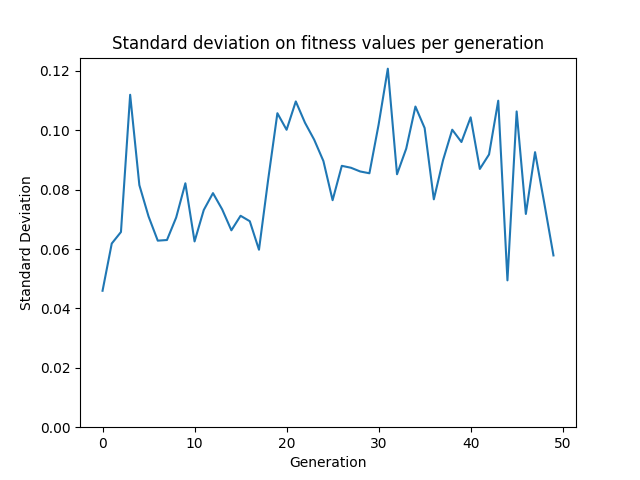 Standard deviation on fitness values per generation
Standard Deviation
0.12
0.10
0.08
0.06
0.04
0.02
0.00
0 10 20 30 40 50
Generation